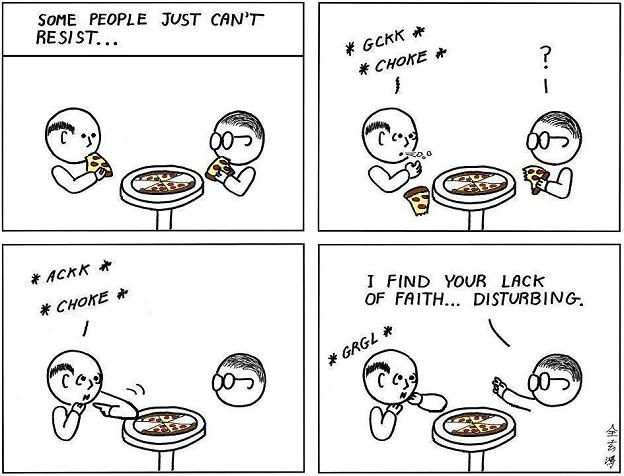 SOME PEOPLE JUST CAN'T
RESIST...
* GCKK *
* CHOKE *
?
* ACKK *
* CHOKE *
I FIND YOUR LACK
OF FAITH... DISTURBING.
* GRGL *